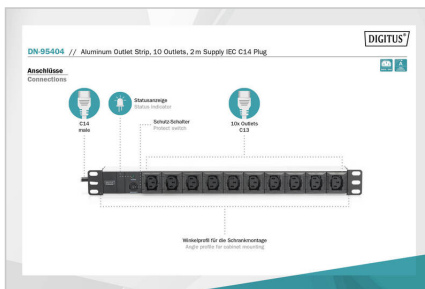 DIGITUS®
DN-95404 // Aluminum Outlet Strip, 10 Outlets, 2 m Supply IEC C14 Plug
Anschlüsse
Connections
Statusanzeige
Status indicator
Schutz-Schalter
Protect switch
C14
male
10x Outlets
C13
Winkelprofil für die Schrankmontage
Angle profile for cabinet mounting